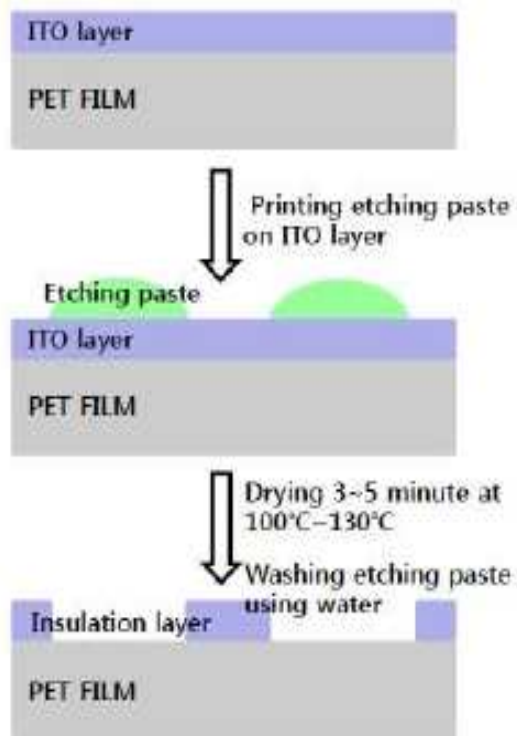 ITO layer
PET FILM
Printing etching paste
on ITO layer
Etching paste
ITO layer
PET FILM
Drying 3~5 minute at
100℃-130℃
Washing etching paste
using water
Insulation layer
PET FILM